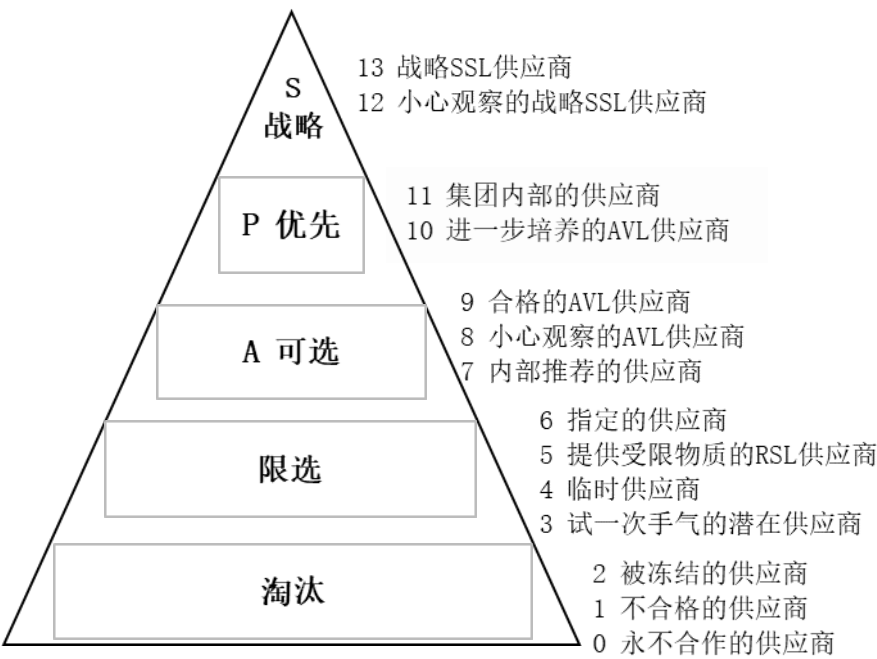 S
战略
13 战略SSL供应商
12 小心观察的战略SSL供应商
P 优先
11 集团内部的供应商
10 进一步培养的AVL供应商
A 可选
9 合格的AVL供应商
8 小心观察的AVL供应商
7 内部推荐的供应商
限选
6 指定的供应商
5 提供受限物质的RSL供应商
4 临时供应商
3 试一次手气的潜在供应商
淘汰
2 被冻结的供应商
1 不合格的供应商
0 永不合作的供应商